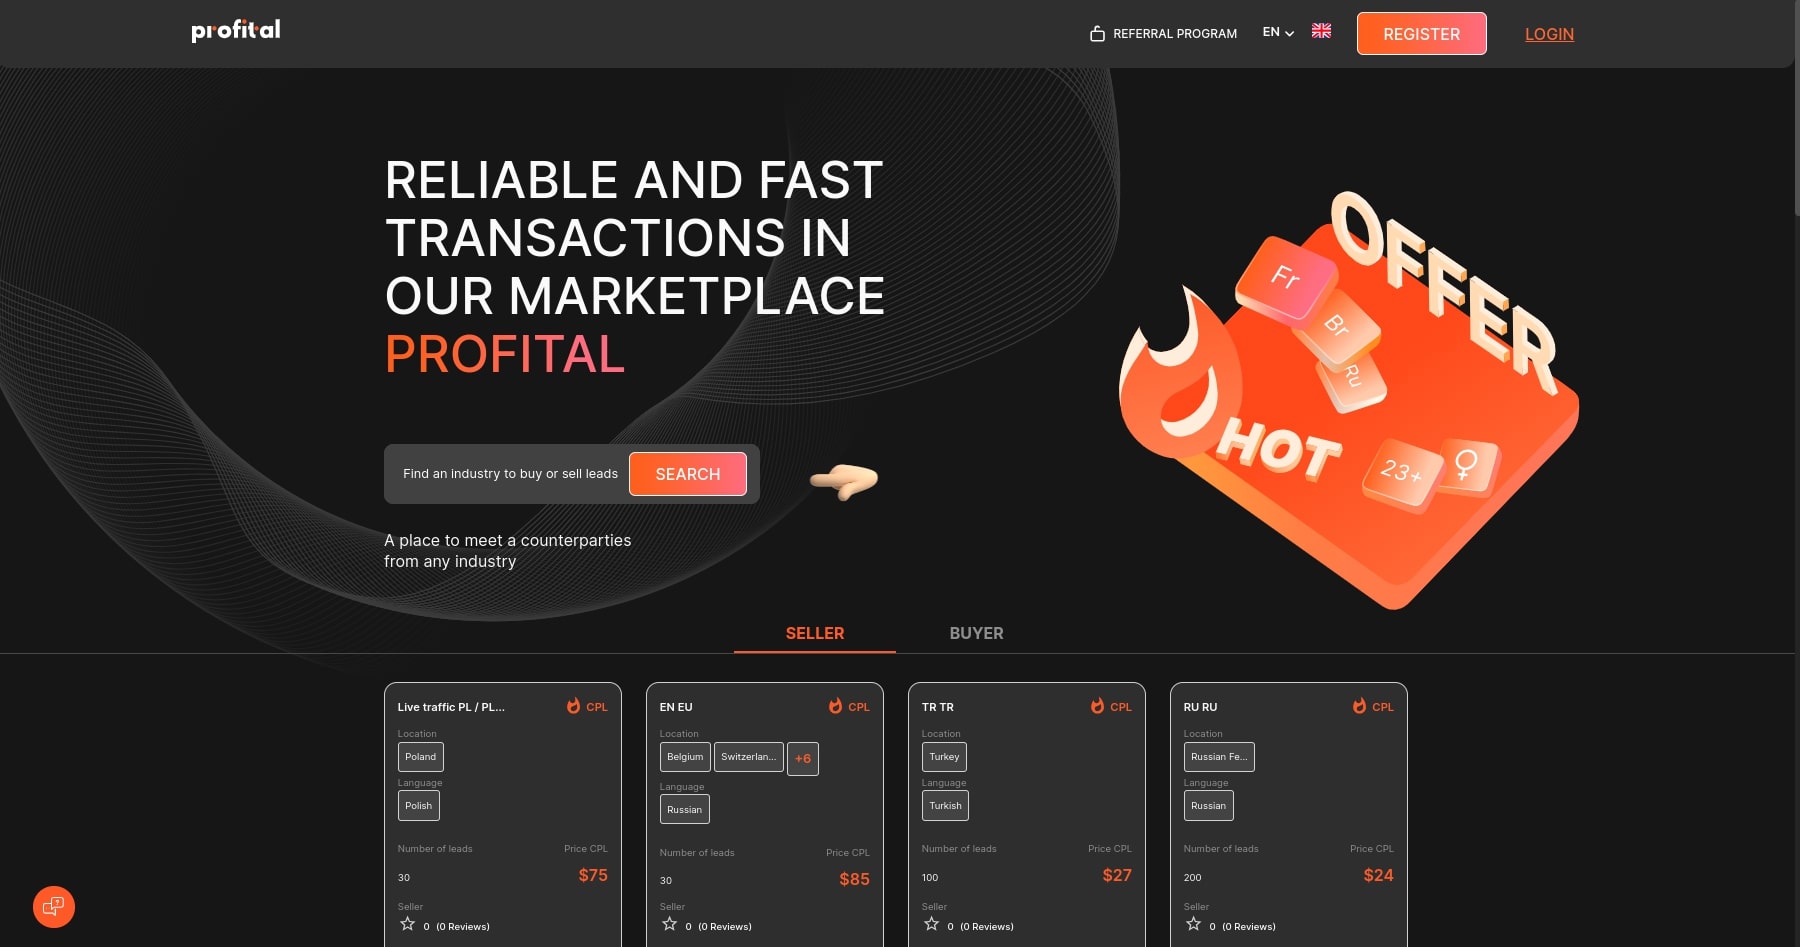 profit.al
REFERRAL PROGRAM
EN
REGISTER
LOGIN
RELIABLE AND FAST
TRANSACTIONS IN
OUR MARKETPLACE
PROFITAL
OFFER
Fr
Br
Ru
HOT
23+
Find an industry to buy or sell leads
SEARCH
A place to meet a counterparties
from any industry
SELLER
BUYER
Live traffic PL / PL...
CPL
Location
Poland
Language
Polish
Number of leads
Price CPL
30
$75
Seller
0 (0 Reviews)
EN EU
CPL
Location
Belgium
Switzerlan...
+6
Language
Russian
Number of leads
Price CPL
30
$85
Seller
0 (0 Reviews)
TR TR
CPL
Location
Turkey
Language
Turkish
Number of leads
Price CPL
100
$27
Seller
0 (0 Reviews)
RU RU
CPL
Location
Russian Fe...
Language
Russian
Number of leads
Price CPL
200
$24
Seller
0 (0 Reviews)